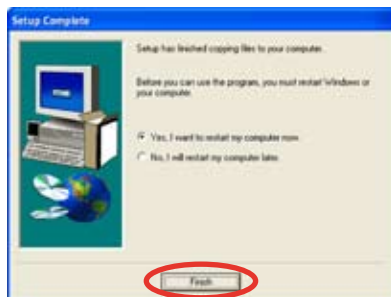 Setup Complete
Setup has finished copying files to your computer.
Before you can use the program, you must restart Windows or
your computer.
Yes, I want to restart my computer now.
No, I will restart my computer later.
Finish